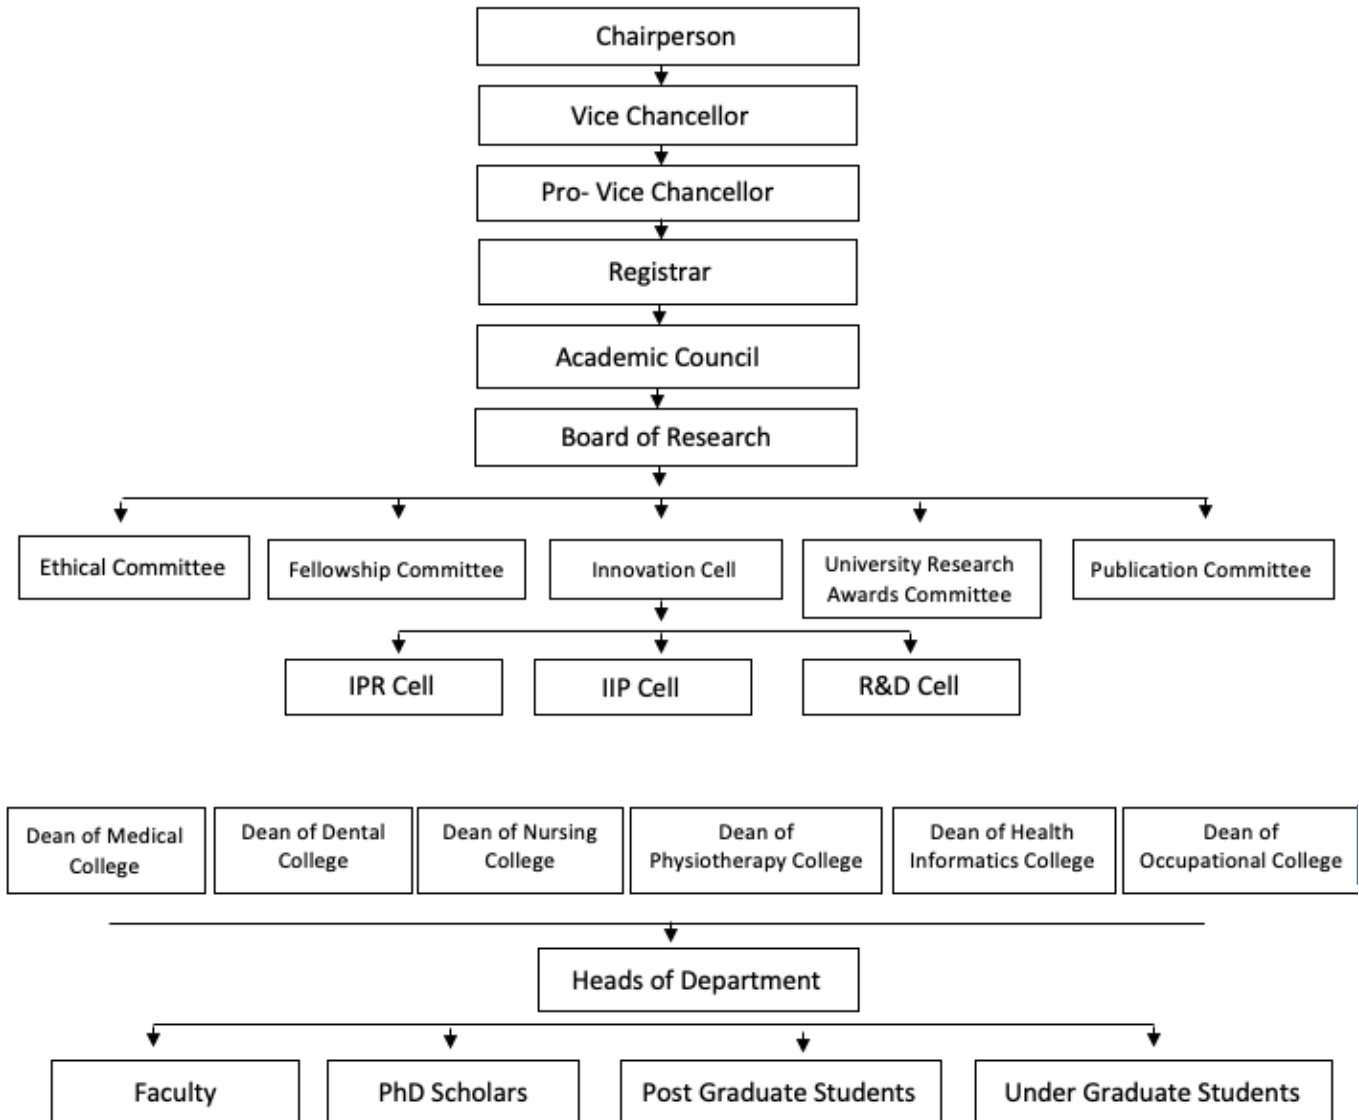 Chairperson
Vice Chancellor
Pro- Vice Chancellor
Registrar
Academic Council
Board of Research
Ethical Committee
Fellowship Committee
Innovation Cell
University Research
Awards Committee
Publication Committee
IPR Cell
IIP Cell
R&D Cell
Dean of Medical
College
Dean of Dental
College
Dean of Nursing
College
Dean of
Physiotherapy College
Dean of Health
Informatics College
Dean of
Occupational College
Heads of Department
Faculty
PhD Scholars
Post Graduate Students
Under Graduate Students